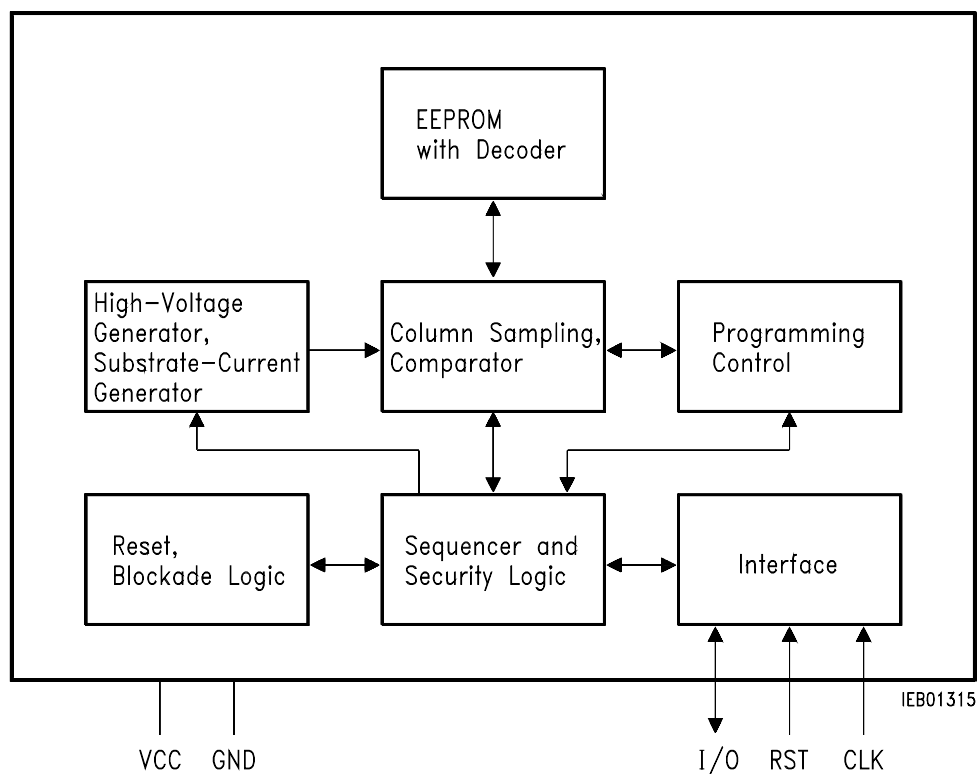 EEPROM
with Decoder
High-Voltage
Generator,
Substrate-Current
Generator
Column Sampling,
Comparator
Programming
Control
Reset,
Blockade Logic
Sequencer and
Security Logic
Interface
IEB01315
VCC GND I/O RST CLK